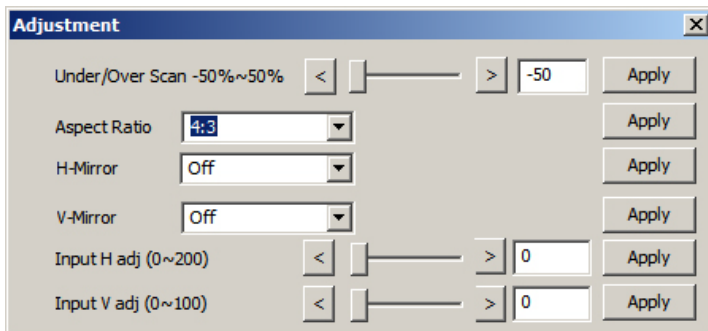 Adjustment
Under/Over Scan -50%~50% < > -50 Apply
Aspect Ratio 4:3 Apply
H-Mirror Off Apply
V-Mirror Off Apply
Input H adj (0~200) < > 0 Apply
Input V adj (0~100) < > 0 Apply